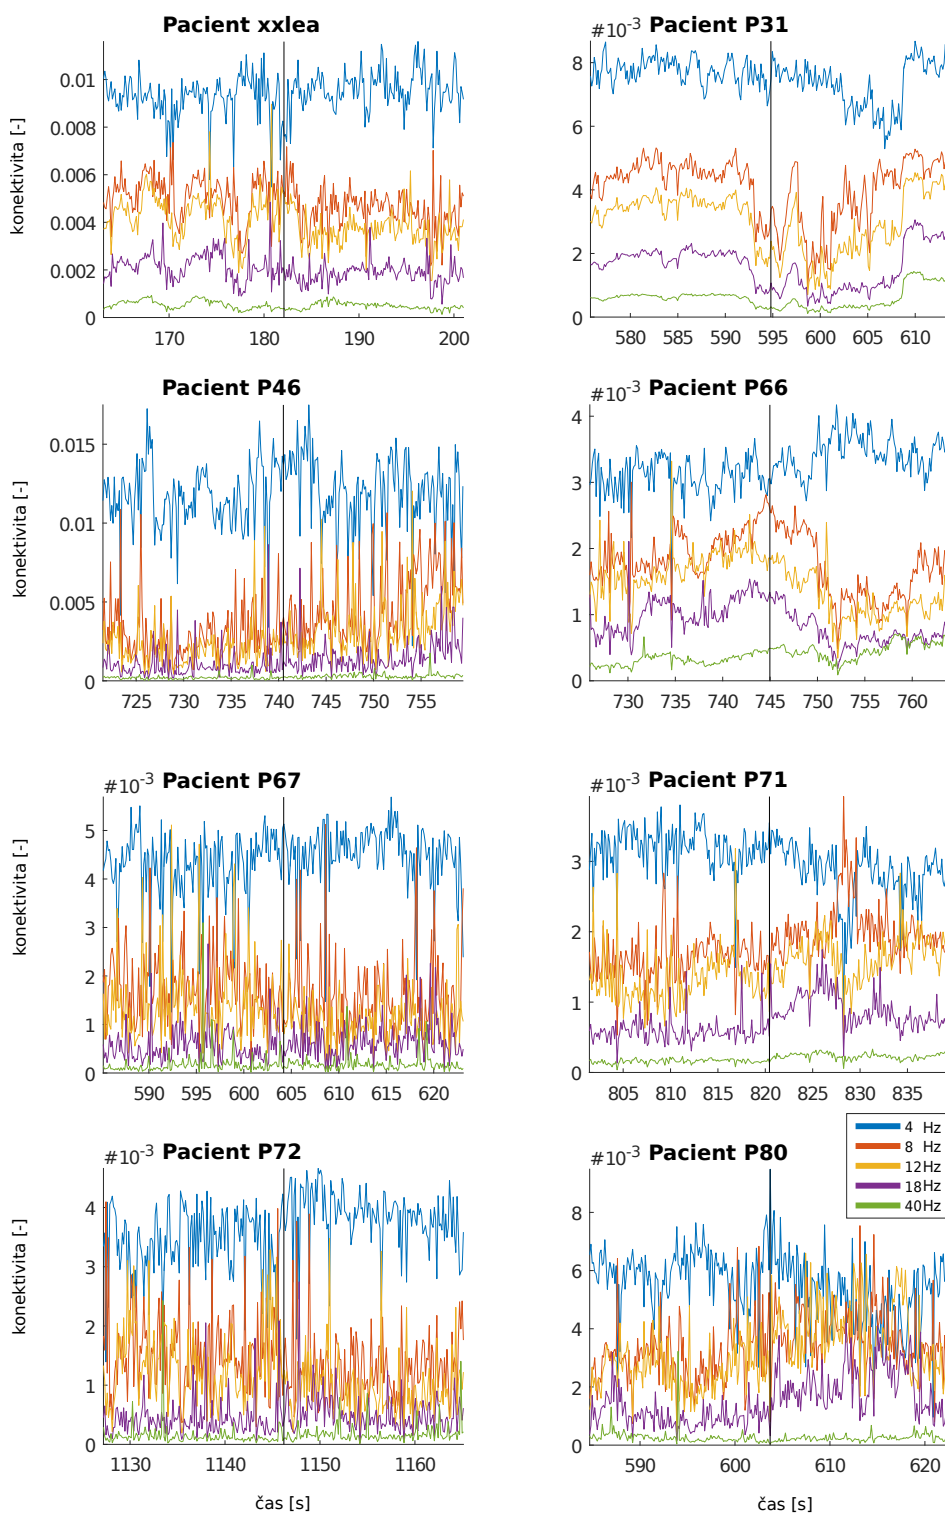 Pacient xxlea
konektivita [-]
0.01
0.008
0.006
0.004
0.002
0
170 180 190 200
#10-3 Pacient P31
8
6
4
2
0
580 585 590 595 600 605 610
Pacient P46
konektivita [-]
0.015
0.01
0.005
0
725 730 735 740 745 750 755
#10-3 Pacient P66
4
3
2
1
0
730 735 740 745 750 755 760
#10-3 Pacient P67
konektivita [-]
5
4
3
2
1
0
590 595 600 605 610 615 620
#10-3 Pacient P71
3
2
1
0
805 810 815 820 825 830 835
#10-3 Pacient P72
konektivita [-]
4
3
2
1
0
1130 1140 1150 1160
čas [s]
4 Hz
8 Hz
12Hz
18Hz
40Hz
#10-3 Pacient P80
8
6
4
2
0
590 600 610 620
čas [s]